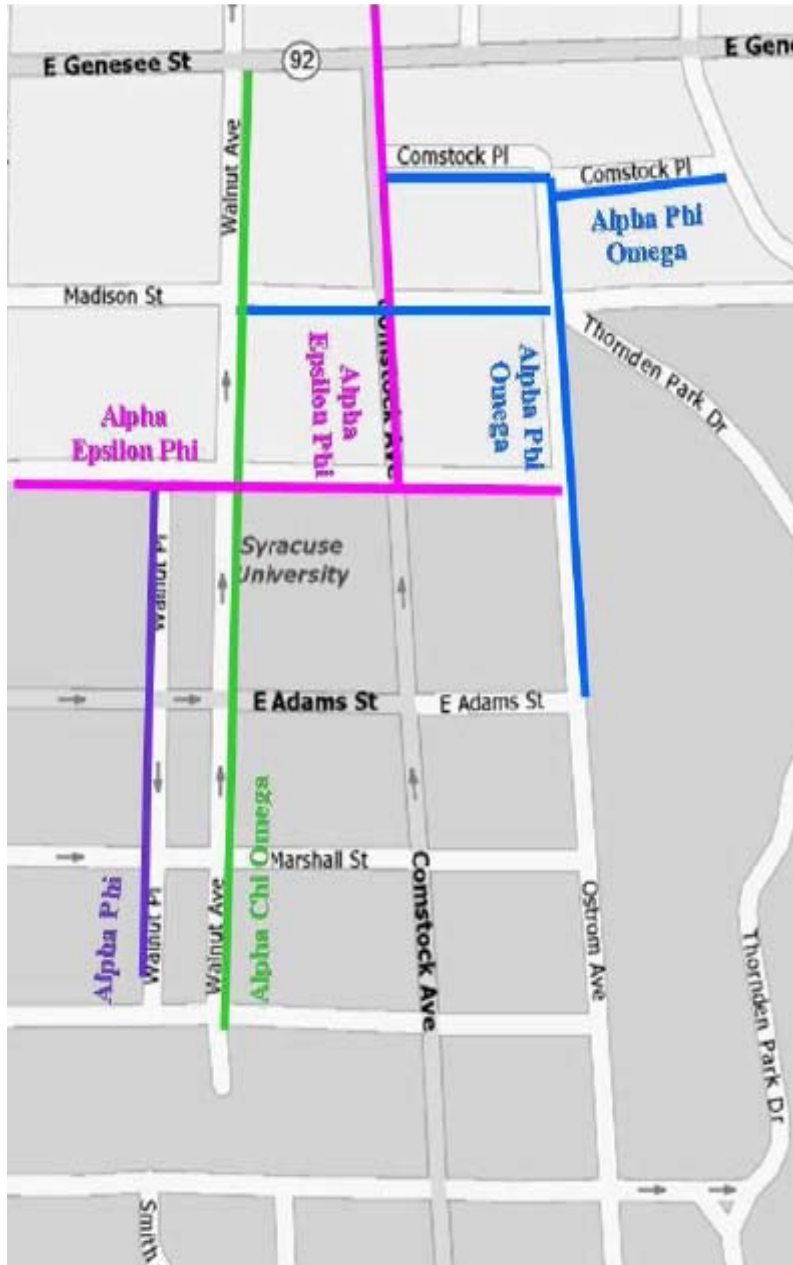 E Genesee St
92
E Gene
Walnut Ave
Comstock Pl
Comstock Pl
Alpha Phi
Omega
Madison St
Comstock Ave
Thornden Park Dr
Alpha
Epsilon Phi
Alpha Phi
Omega
Alpha
Epsilon Phi
Walnut Pl
Syracuse
University
E Adams St
E Adams St
Alpha Chi Omega
Marshall St
Alpha Phi
Walnut Pl
Walnut Ave
Comstock Ave
Ostrom Ave
Thornden Park Dr
Smith